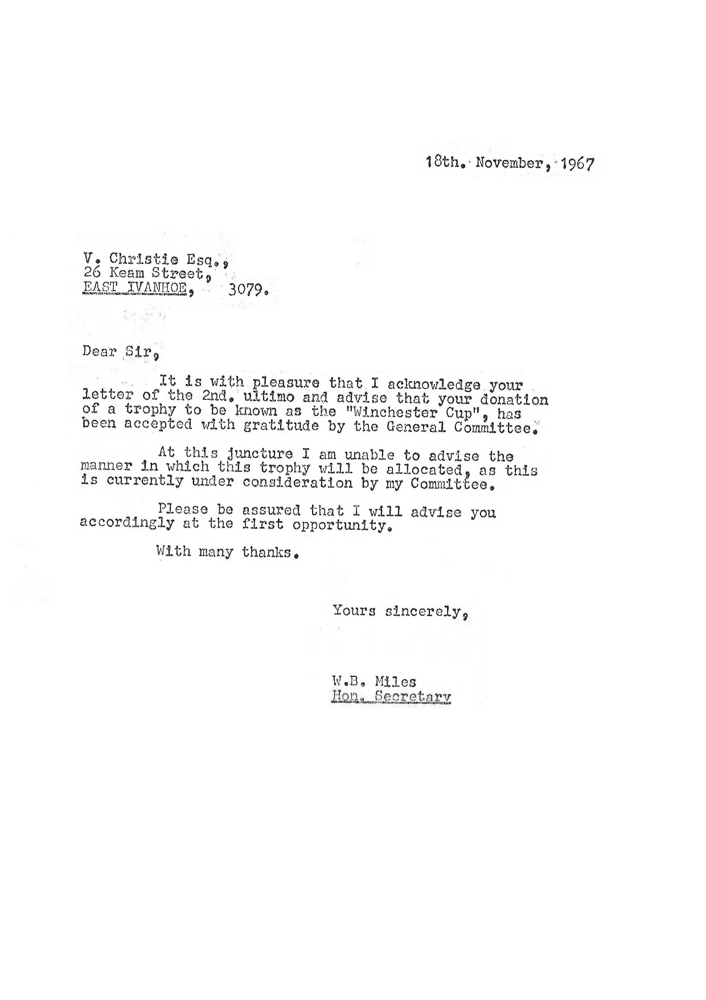 18th. November, 1967
V. Christie Esq.,
26 Keam Street,
EAST IVANHOE, 3079.
Dear Sir,
It is with pleasure that I acknowledge your
letter of the 2nd. ultimo and advise that your donation
of a trophy to be known as the "Winchester Cup", has
been accepted with gratitude by the General Committee.
At this juncture I am unable to advise the
manner in which this trophy will be allocated, as this
is currently under consideration by my Committee.
Please be assured that I will advise you
accordingly at the first opportunity.
With many thanks.
Yours sincerely,
W.B. Miles
Hon. Secretary